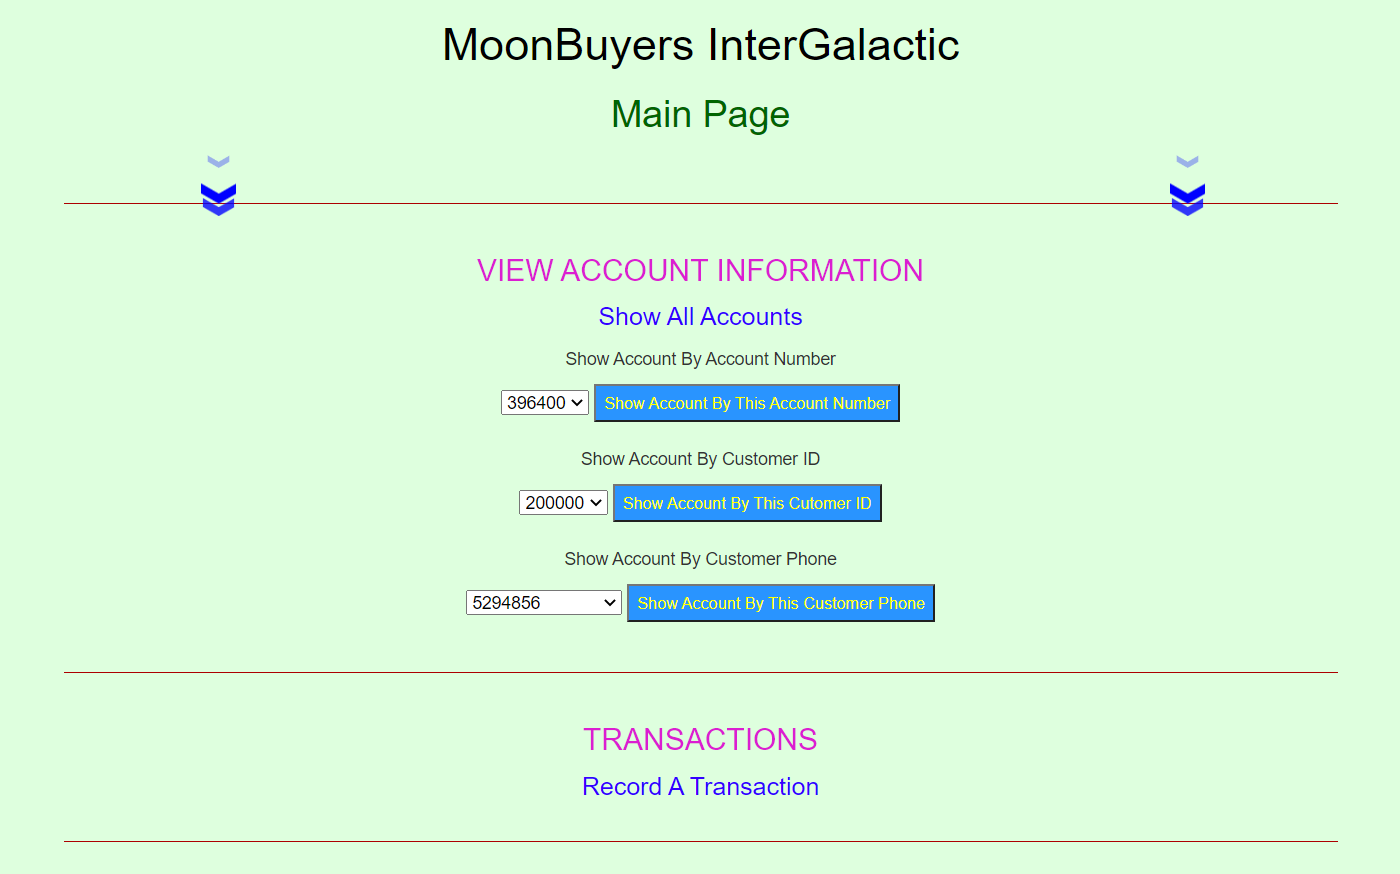 MoonBuyers InterGalactic
Main Page
VIEW ACCOUNT INFORMATION
Show All Accounts
Show Account By Account Number
396400 Show Account By This Account Number
Show Account By Customer ID
200000 Show Account By This Cutomer ID
Show Account By Customer Phone
5294856 Show Account By This Customer Phone
TRANSACTIONS
Record A Transaction